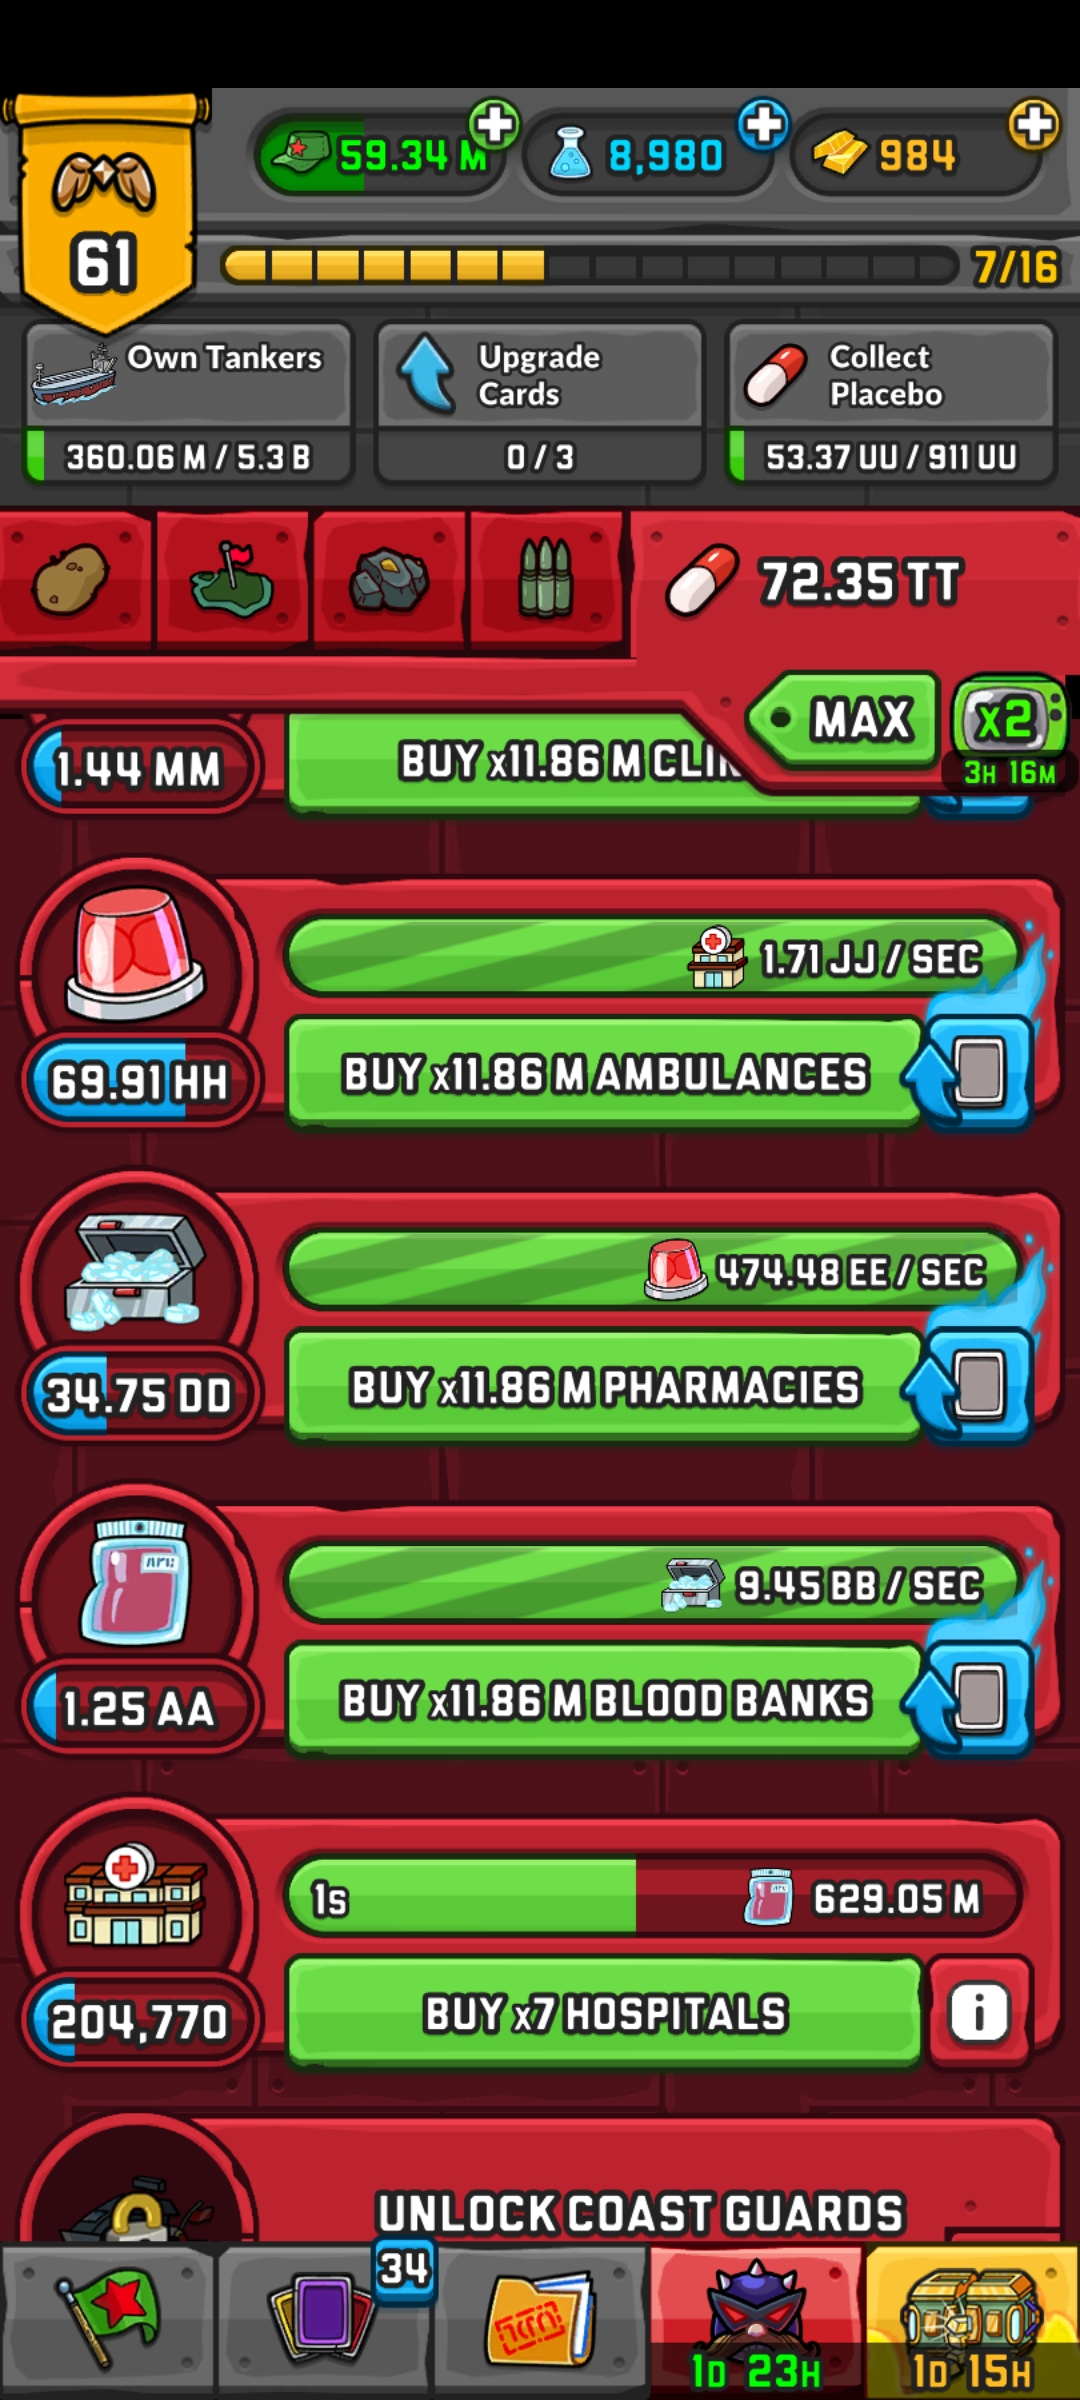 59.34 M
8,980
984
61
7/16
Own Tankers
360.06 M / 5.3 B
Upgrade
Cards
0 / 3
Collect
Placebo
53.37 UU / 911 UU
72.35 TT
MAX
x2
3H 16M
1.44 MM
BUY x11.86 M
1.71 JJ / SEC
69.91 HH
BUY x11.86 M AMBULANCES
474.48 EE / SEC
34.75 DD
BUY x11.86 M PHARMACIES
9.45 BB / SEC
1.25 AA
BUY x11.86 M BLOOD BANKS
1s
629.05 M
204,770
BUY x7 HOSPITALS
i
UNLOCK COAST GUARDS
34
1D 23H
1D 15H